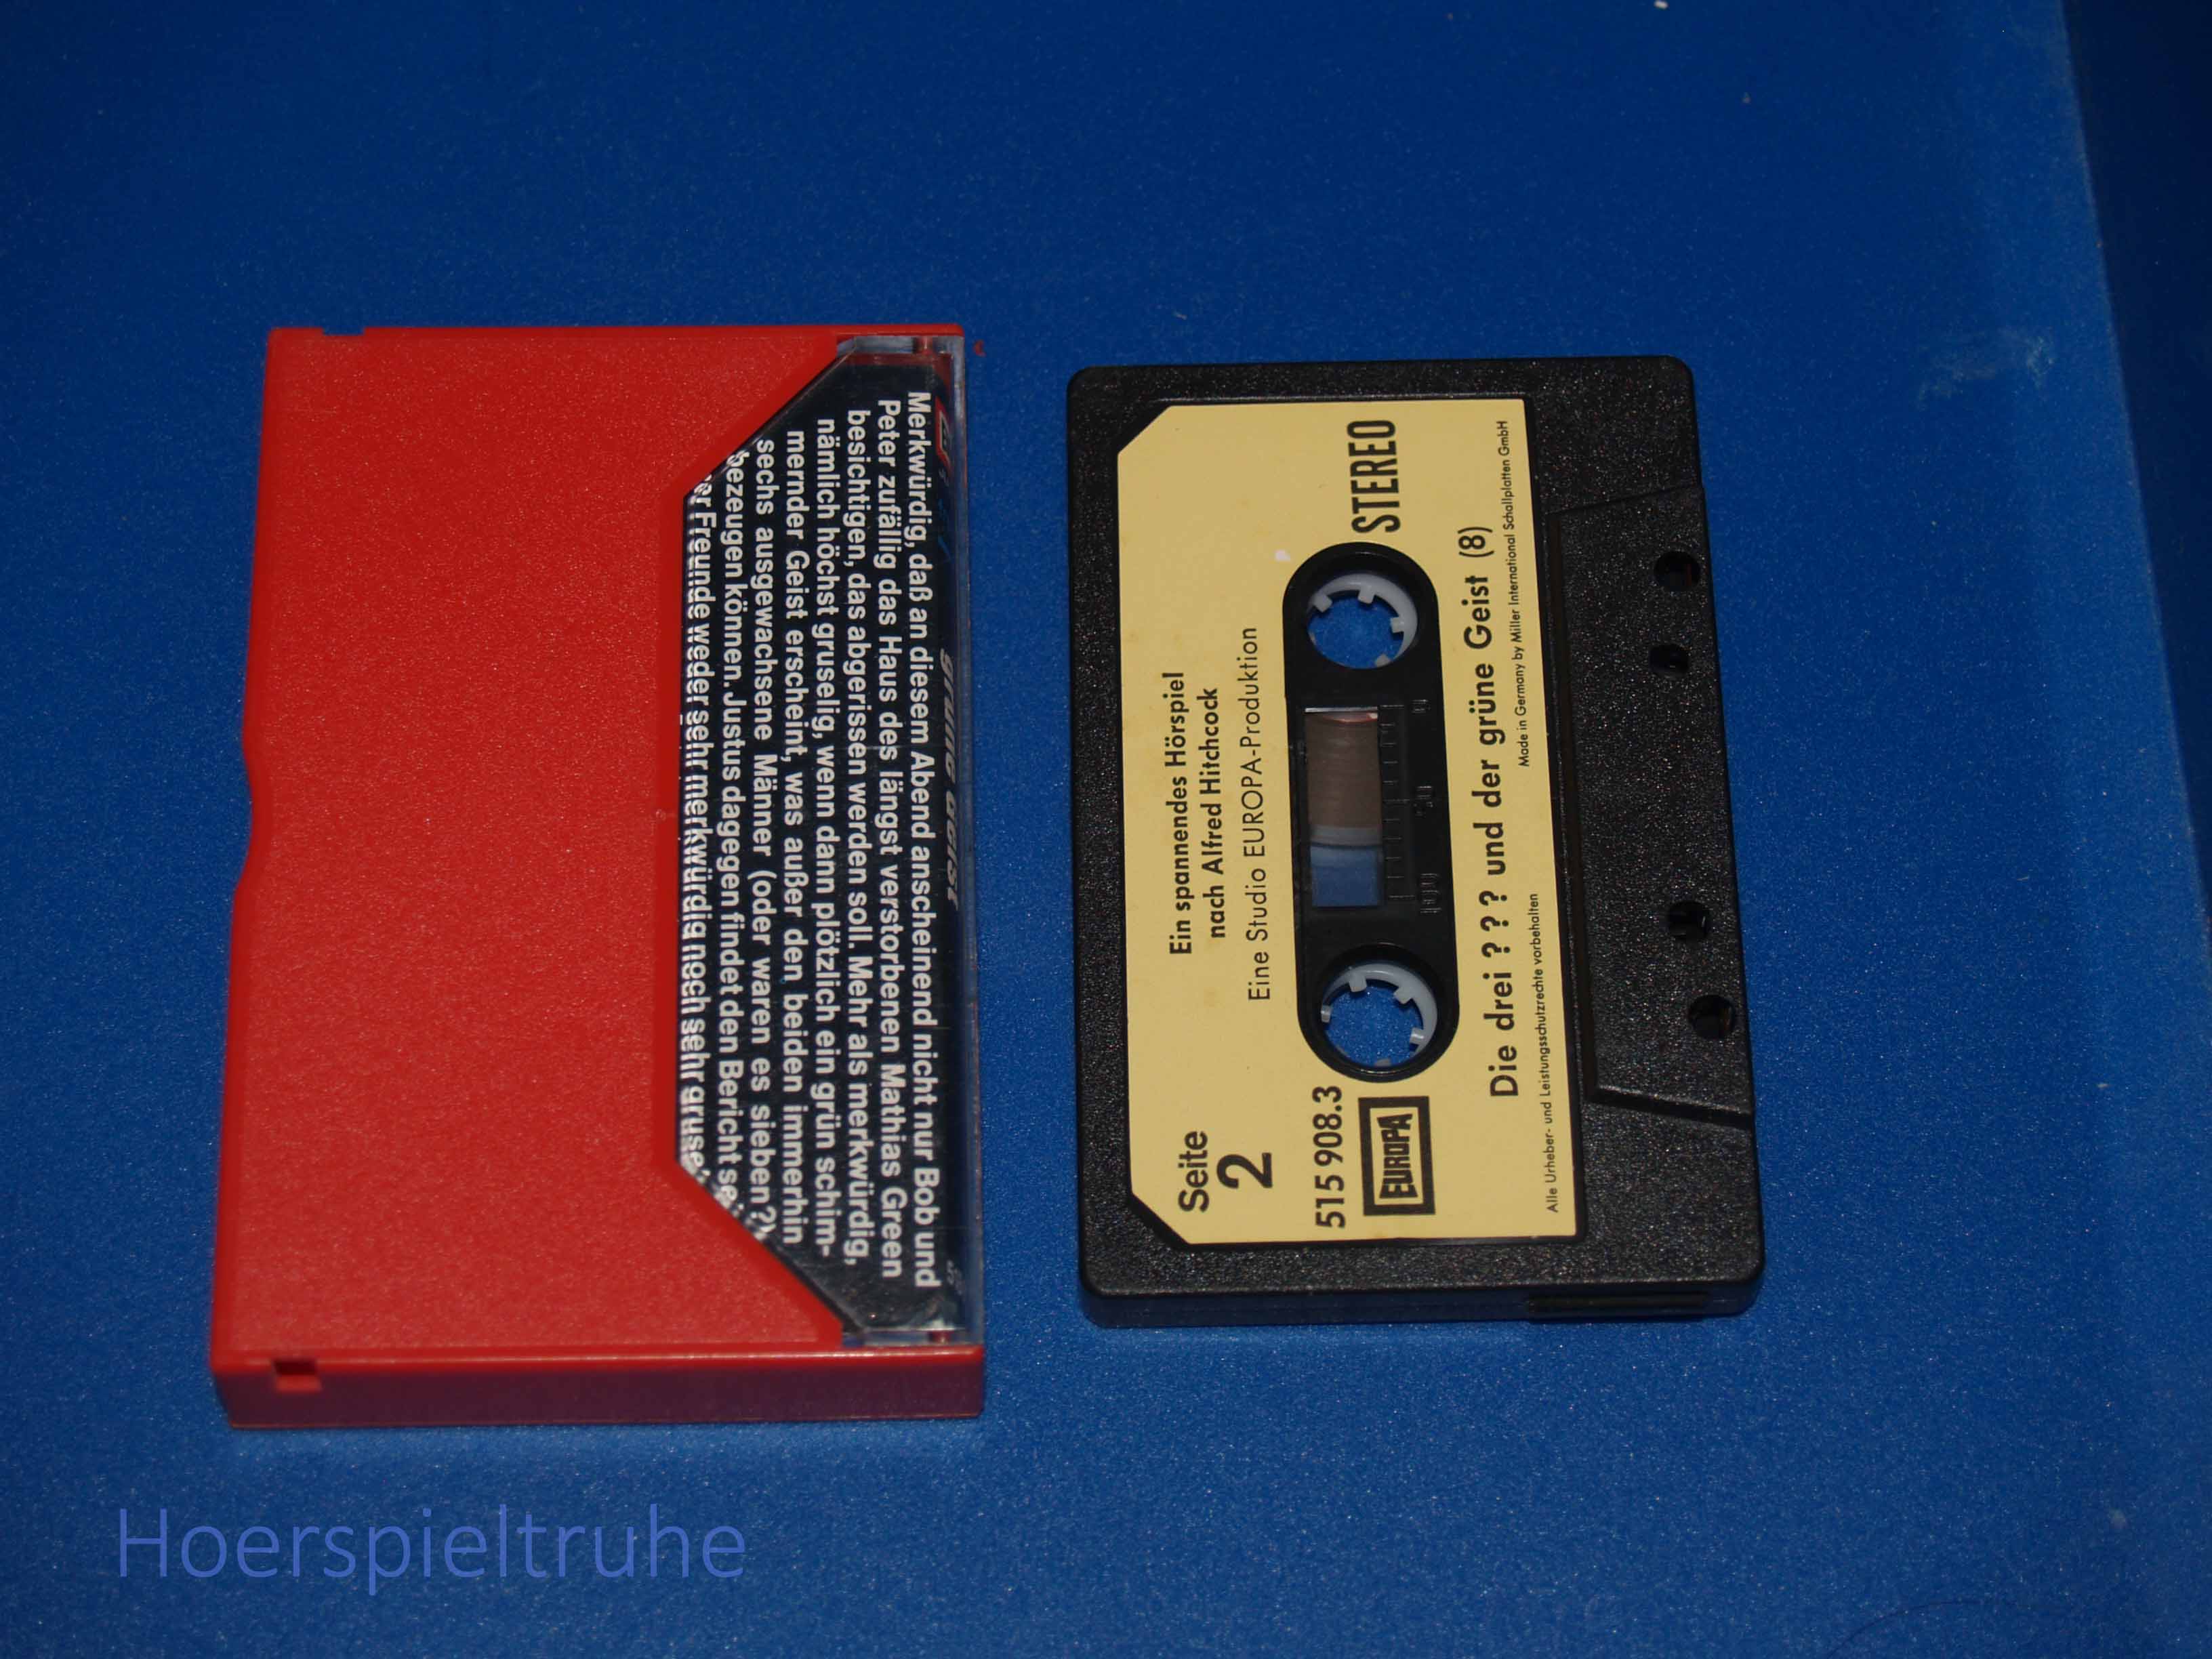 grüne Geist
Merkwürdig, daß an diesem Abend anscheinend nicht nur Bob und
Peter zufällig das Haus des längst verstorbenen Mathias Green
besichtigen, das abgerissen werden soll. Mehr als merkwürdig,
nämlich höchst gruselig, wenn dann plötzlich ein grün schim-
mernder Geist erscheint, was außer den beiden immerhin
sechs ausgewachsene Männer (oder waren es sieben?)
bezeugen können. Justus dagegen findet den Bericht
Freunde weder sehr merkwürdig noch sehr
Ein spannendes Hörspiel
nach Alfred Hitchcock
Eine Studio EUROPA-Produktion
Seite
2
515 908.3
STEREO
EUROPA
Die drei ? ? ? und der grüne Geist (8)
Alle Urheber- und Leistungsschutzrechte vorbehalten
Made in Germany by Miller International Schallplatten GmbH
Hoerspieltruhe